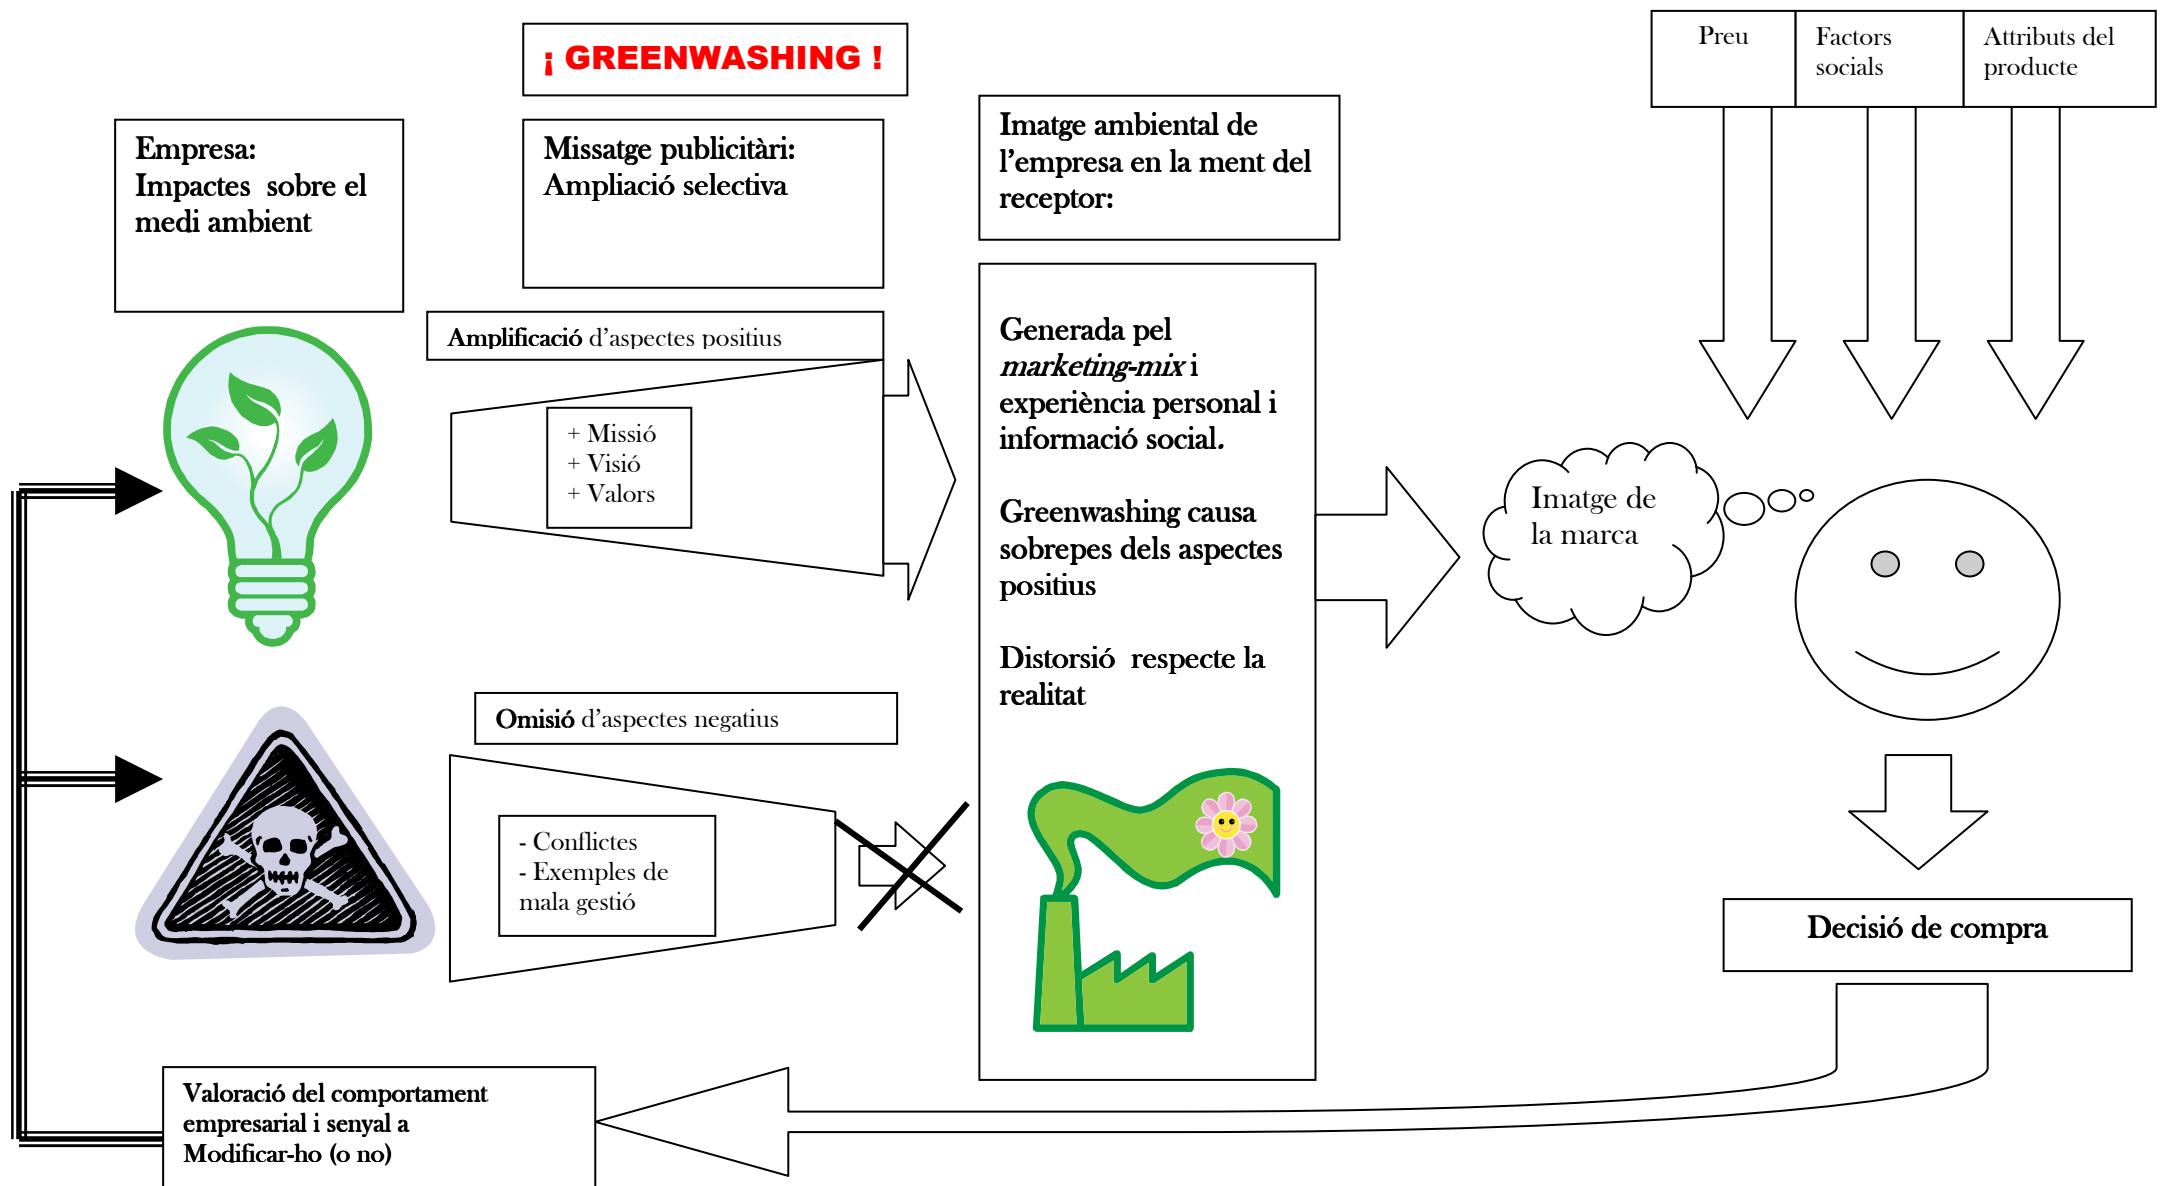 ¡ GREENWASHING !
Preu
Factors
socials
Attributs del
producte
Empresa:
Impactes  sobre el
medi ambient
Missatge publicitàri:
Ampliació selectiva
Imatge ambiental de
l’empresa en la ment del
receptor:
Amplificació d’aspectes positius
+ Missió
+ Visió
+ Valors
Generada pel
marketing-mix i
experiència personal i
informació social.
Greenwashing causa
sobrepes dels aspectes
positius
Distorsió  respecte la
realitat
Imatge de
la marca
Omisió d’aspectes negatius
- Conflictes
- Exemples de
mala gestió
Decisió de compra
Valoració del comportament
empresarial i senyal a
Modificar-ho (o no)